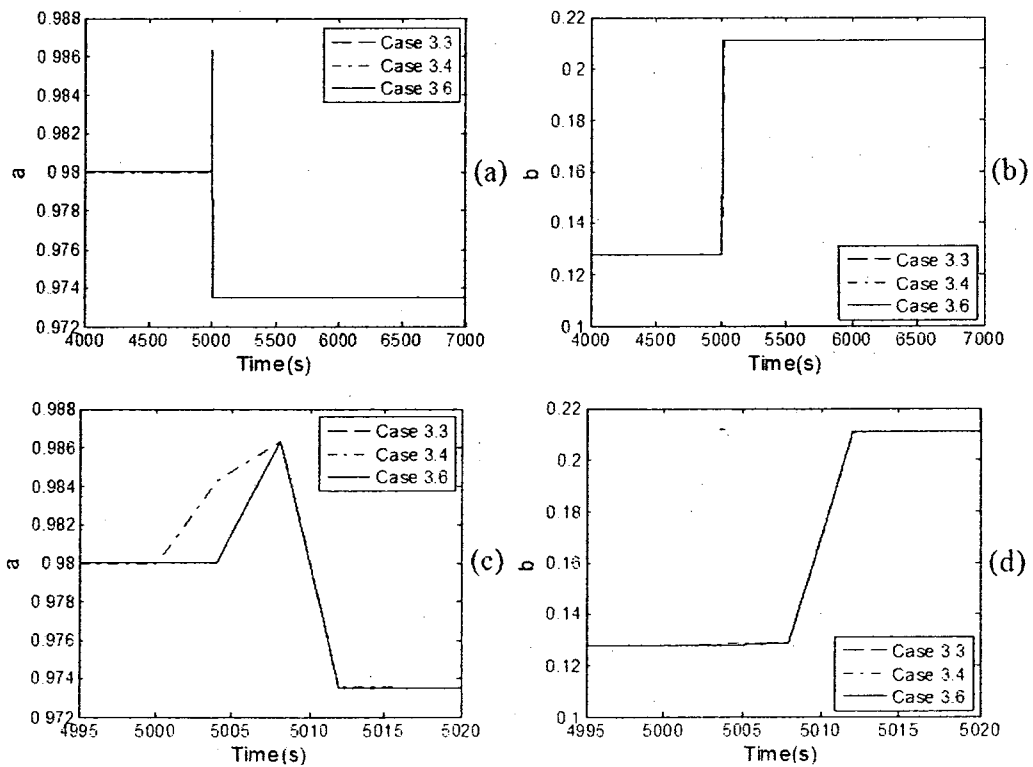 0.988
0.986
0.984
0.982
0.98
0.978
0.976
0.974
0.972
a
4000 4500 5000 5500 6000 6500 7000
Time(s)
Case 3.3
Case 3.4
Case 3.6
(a)
0.22
0.2
0.18
0.16
0.14
0.12
0.1
b
4000 4500 5000 5500 6000 6500 7000
Time(s)
Case 3.3
Case 3.4
Case 3.6
(b)
0.988
0.986
0.984
0.982
0.98
0.978
0.976
0.974
0.972
a
4995 5000 5005 5010 5015 5020
Time(s)
Case 3.3
Case 3.4
Case 3.6
(c)
0.22
0.2
0.18
0.16
0.14
0.12
0.1
b
4995 5000 5005 5010 5015 5020
Time(s)
Case 3.3
Case 3.4
Case 3.6
(d)